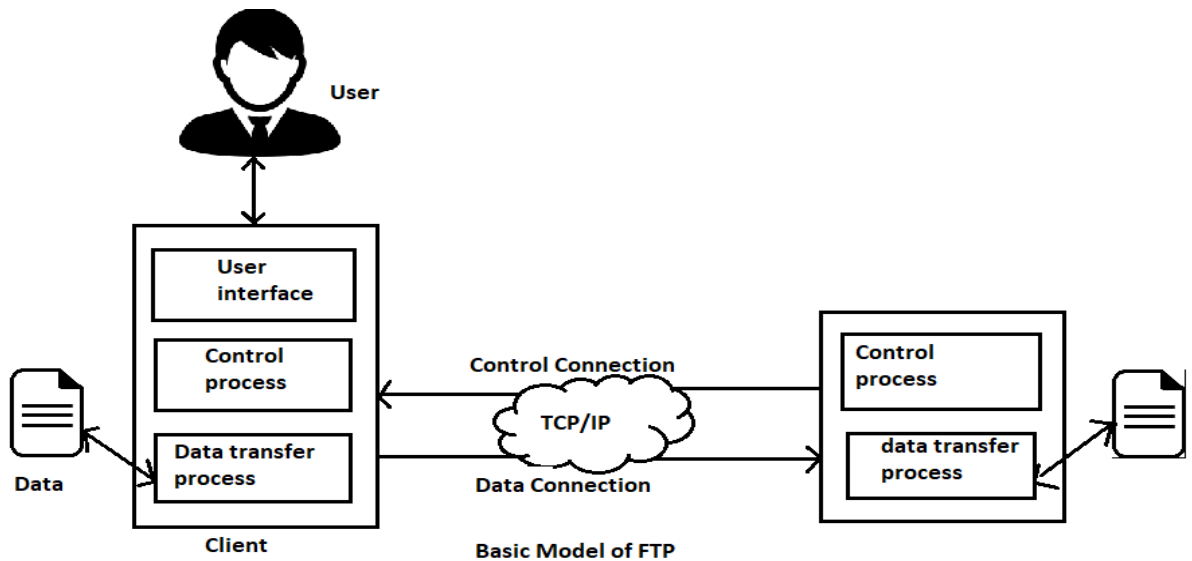 User
User
interface
Control
process
Data transfer
process
Data
Client
Control Connection
TCP/IP
Data Connection
Control
process
data transfer
process
Basic Model of FTP